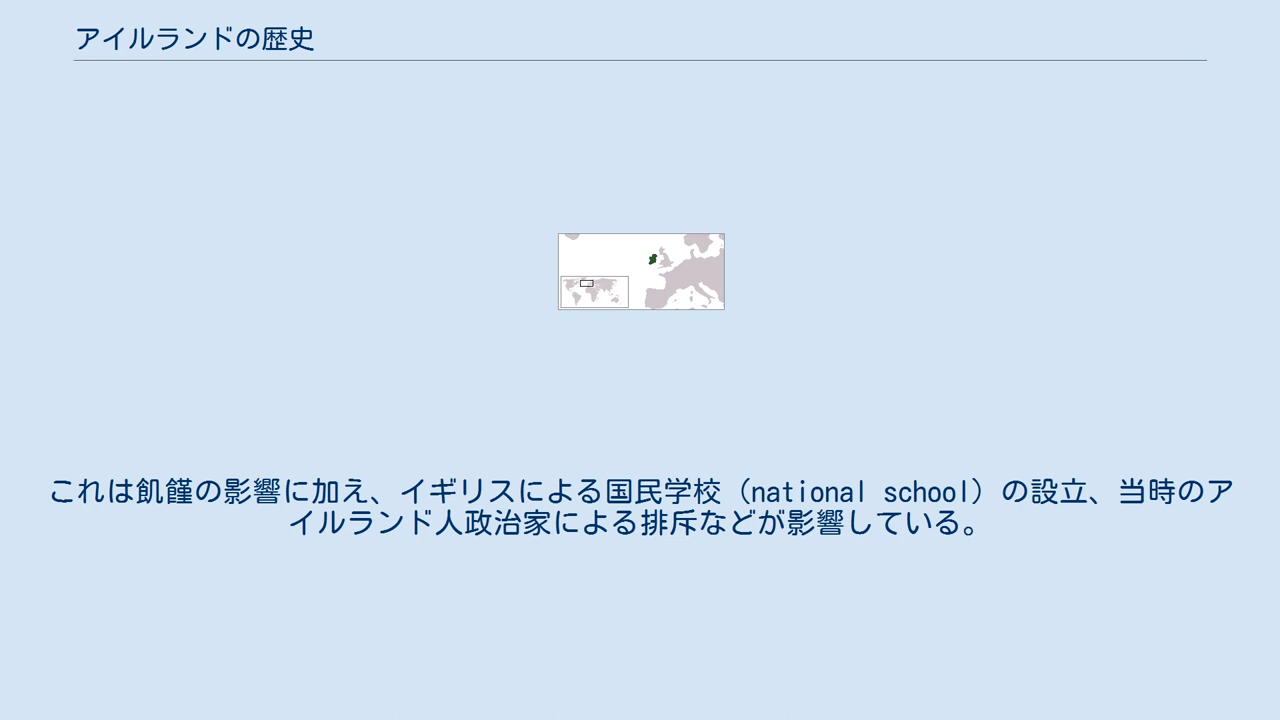 アイルランドの歴史
これは飢饉の影響に加え、イギリスによる国民学校（national school）の設立、当時のア
イルランド人政治家による排斥などが影響している。